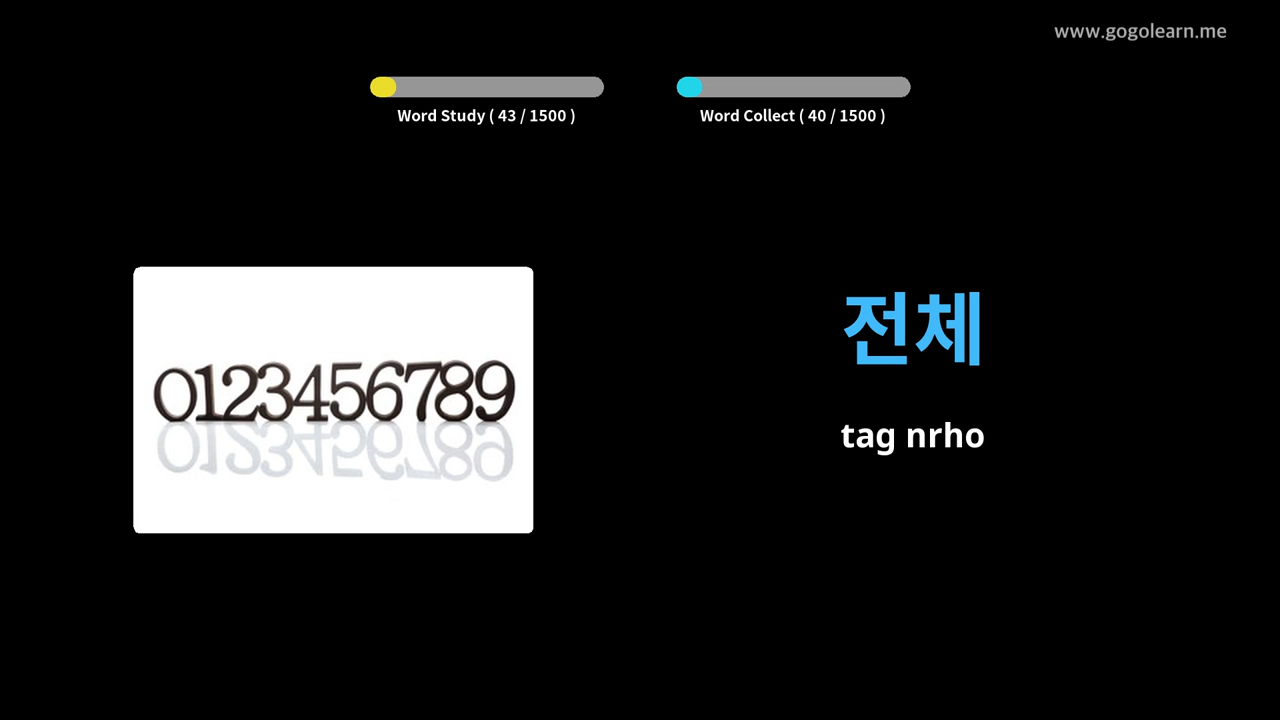 www.gogolearn.me
Word Study ( 43 / 1500 )
Word Collect ( 40 / 1500 )
0123456789
전체
tag nrho